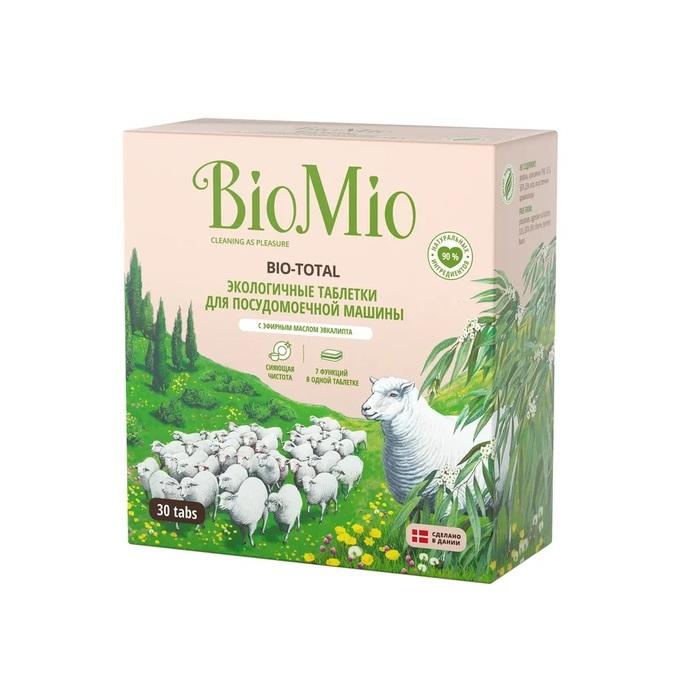 BioMio
CLEANING AS PLEASURE
BIO-TOTAL
ЭКОЛОГИЧНЫЕ ТАБЛЕТКИ
ДЛЯ ПОСУДОМОЕЧНОЙ МАШИНЫ
С ЭФИРНЫМ МАСЛОМ ЭВКАЛИПТА
СИЯЮЩАЯ
ЧИСТОТА
7 ФУНКЦИЙ
В ОДНОЙ ТАБЛЕТКЕ
НАТУРАЛЬНЫХ
90 %
ИНГРЕДИЕНТОВ
30 tabs
СДЕЛАНО
В ДАНИИ
BioMio